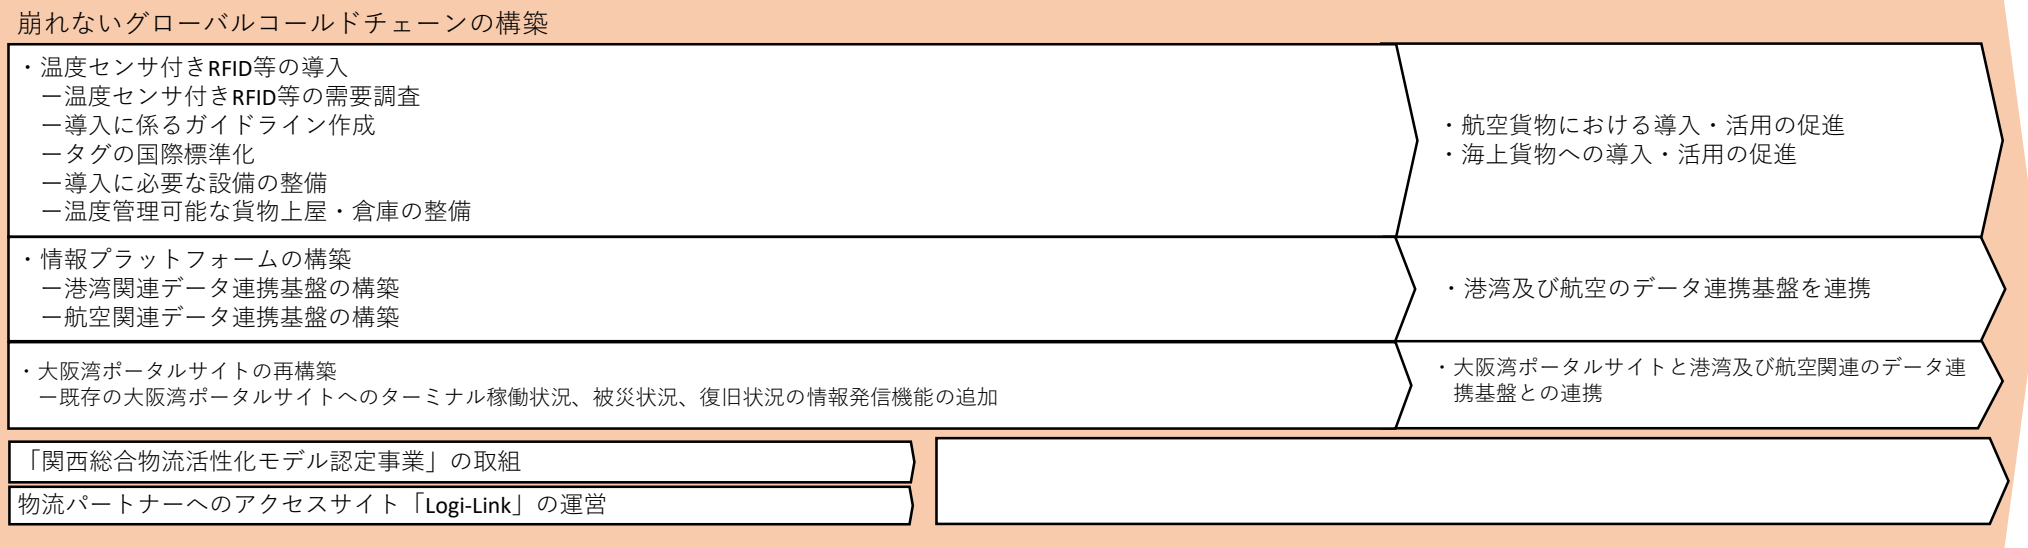 崩れないグローバルコールドチェーンの構築
・温度センサ付きRFID等の導入
ー温度センサ付きRFID等の需要調査
ー導入に係るガイドライン作成
ータグの国際標準化
ー導入に必要な設備の整備
ー温度管理可能な貨物上屋・倉庫の整備
・航空貨物における導入・活用の促進
・海上貨物への導入・活用の促進
・情報プラットフォームの構築
ー港湾関連データ連携基盤の構築
ー航空関連データ連携基盤の構築
・港湾及び航空のデータ連携基盤を連携
・大阪湾ポータルサイトの再構築
ー既存の大阪湾ポータルサイトへのターミナル稼働状況、被災状況、復旧状況の情報発信機能の追加
・大阪湾ポータルサイトと港湾及び航空関連のデータ連
携基盤との連携
「関西総合物流活性化モデル認定事業」の取組
物流パートナーへのアクセスサイト「Logi-Link」の運営